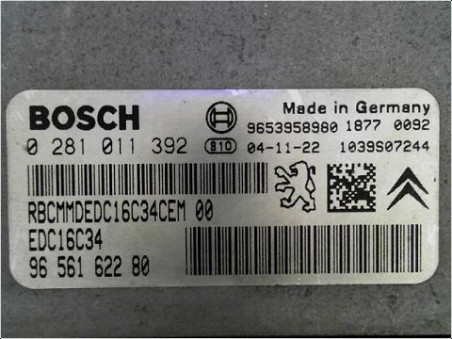 BOSCH
Made in Germany
9653958980 1877 0092
0 281 011 392 810 04-11-22 1039S07244
RBCMMDEDC16C34CEM 00
EDC16C34
96 561 622 80